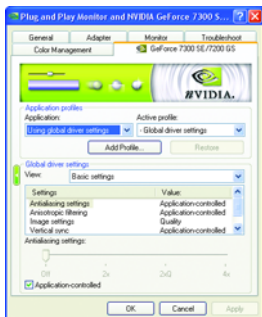 Plug and Play Monitor and NVIDIA GeForce 7300 S...
General Adapter Monitor Troubleshoot
Color Management GeForce 7300 SE/7200 GS
NVIDIA.
Application profiles
Application: Active profile:
Using global driver settings - Global driver settings
Add Profile... Restore
Global driver settings
View: Basic settings
Settings Value:
Antialiasing settings Application-controlled
Anisotropic filtering Application-controlled
Image settings Quality
Vertical sync Application-controlled
Antialiasing settings:
Off 2x 2xQ 4x
Application-controlled
OK Cancel Apply